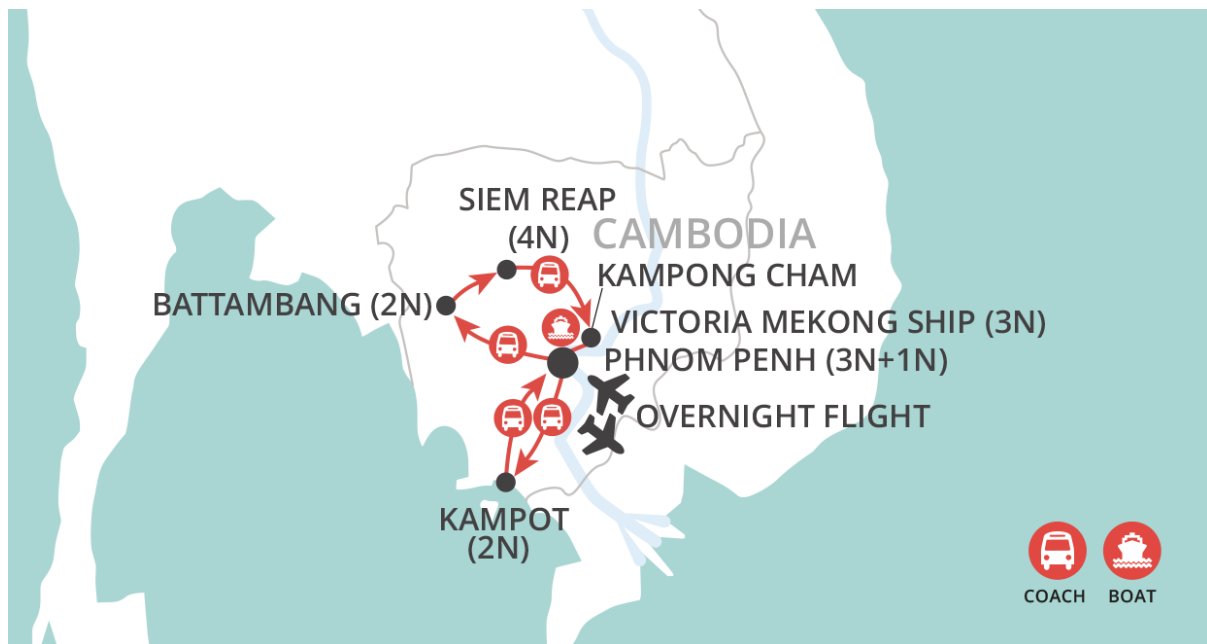 SIEM REAP
(4N)
CAMBODIA
KAMPONG CHAM
BATTAMBANG (2N)
VICTORIA MEKONG SHIP (3N)
PHNOM PENH (3N+1N)
OVERNIGHT FLIGHT
KAMPOT
(2N)
COACH
BOAT